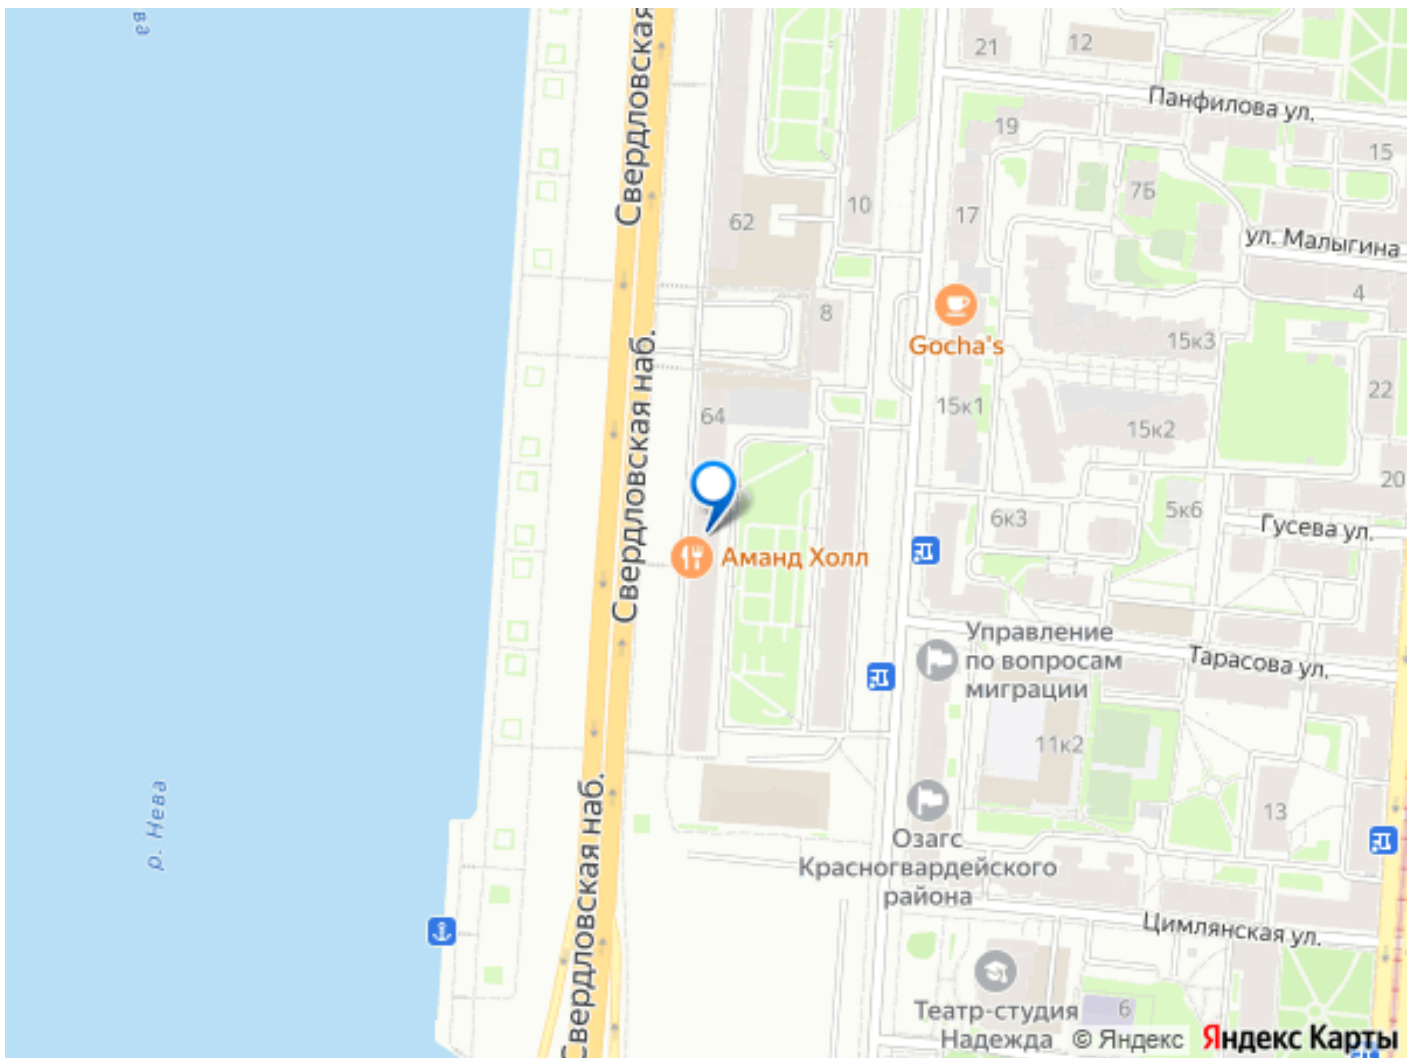 ва
Свердловская
21
12
Панфилова ул.
19
15
7Б
10
17
62
ул. Малыгина
4
8
Gocha's
15к3
Свердловская наб.
22
15к1
64
15к2
20
6к3
5к6
Гусева ул.
Аманд Холл
Управление
по вопросам
миграции
Тарасова ул.
11к2
р. Нева
Свердловская наб.
13
Озагс
Красногвардейского
района
Цимлянская ул.
Театр-студия
Надежда
6
© Яндекс
Яндекс Карты